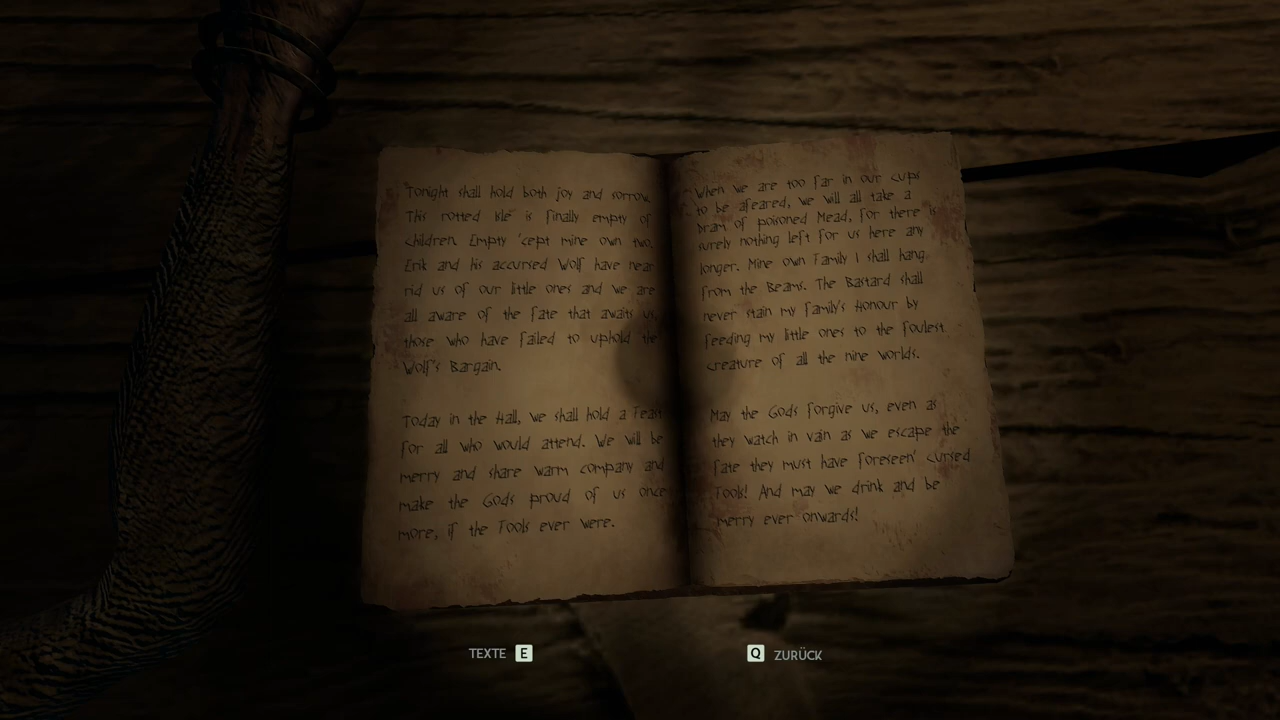 Tonight shall hold both joy and sorrow.
This rotted Isle is finally empty of
children. Empty 'cept mine own two.
Erik and his accursed Wolf have near
rid us of our little ones and we are
all aware of the fate that awaits us,
those who have failed to uphold the
Wolf's Bargain.
Today in the Hall, we shall hold a Feast
for all who would attend. We will be
merry and share warm company and
make the Gods proud of us once
more, if the Fools ever were.
When we are too far in our cups
to be afeared, we will all take a
Dram of poisoned Mead, for there is
surely nothing left for us here any
longer. Mine own Family I shall hang
from the Beams. The Bastard shall
never stain my family's Honour by
feeding my little ones to the foulest
creature of all the nine worlds.
May the Gods forgive us, even as
they watch in vain as we escape the
fate they must have foreseen! Cursed
Fools! And may we drink and be
merry ever onwards!
TEXTE E
Q ZURÜCK